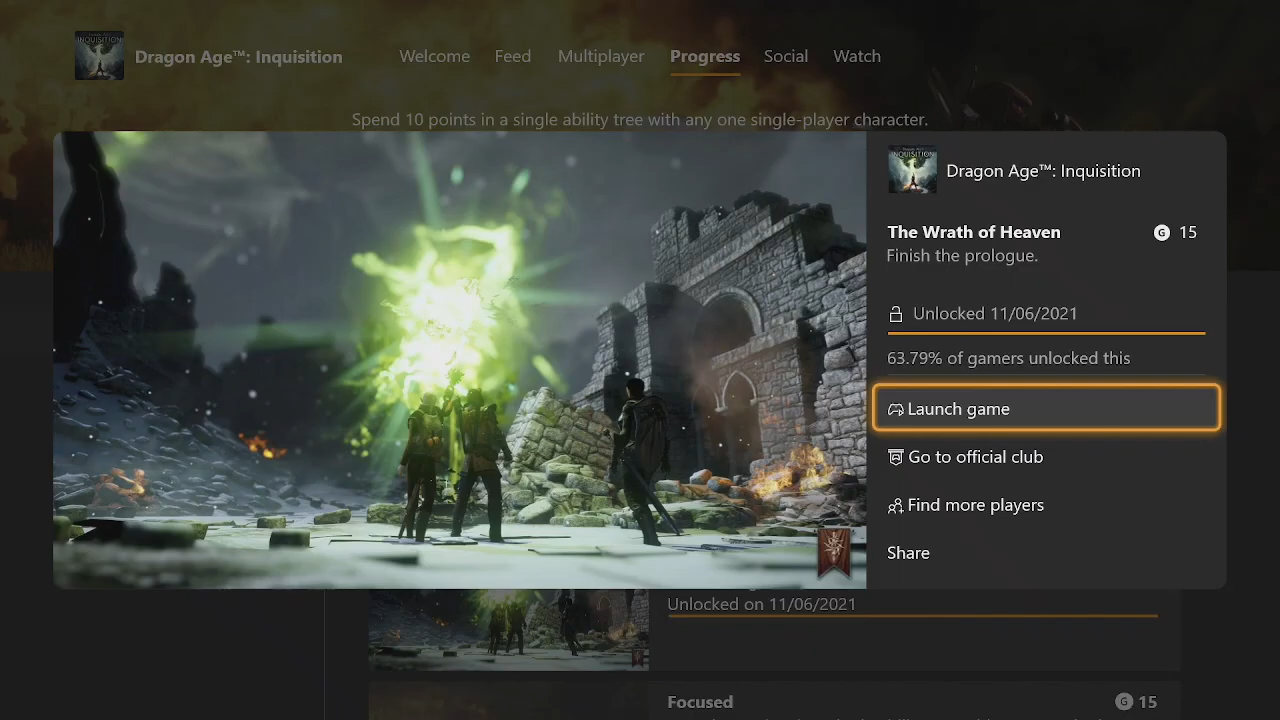 INQUISITION
Dragon Age™: Inquisition
Welcome
Feed
Multiplayer
Progress
Social
Watch
Spend 10 points in a single ability tree with any one single-player character.
INQUISITION
Dragon Age™: Inquisition
The Wrath of Heaven
G 15
Finish the prologue.
Unlocked 11/06/2021
63.79% of gamers unlocked this
Launch game
Go to official club
Find more players
Share
Unlocked on 11/06/2021
Focused
G 15